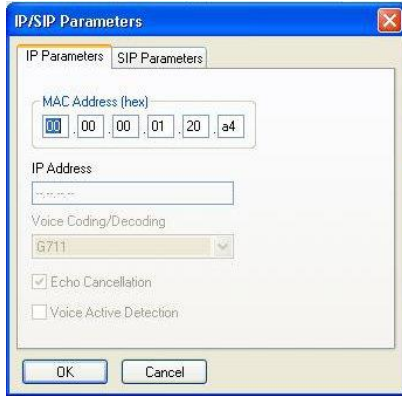 IP/SIP Parameters
IP Parameters SIP Parameters
MAC Address (hex)
00 . 00 . 00 . 01 . 20 . a4
IP Address
--.--.--.--
Voice Coding/Decoding
G711
Echo Cancellation
Voice Active Detection
OK Cancel